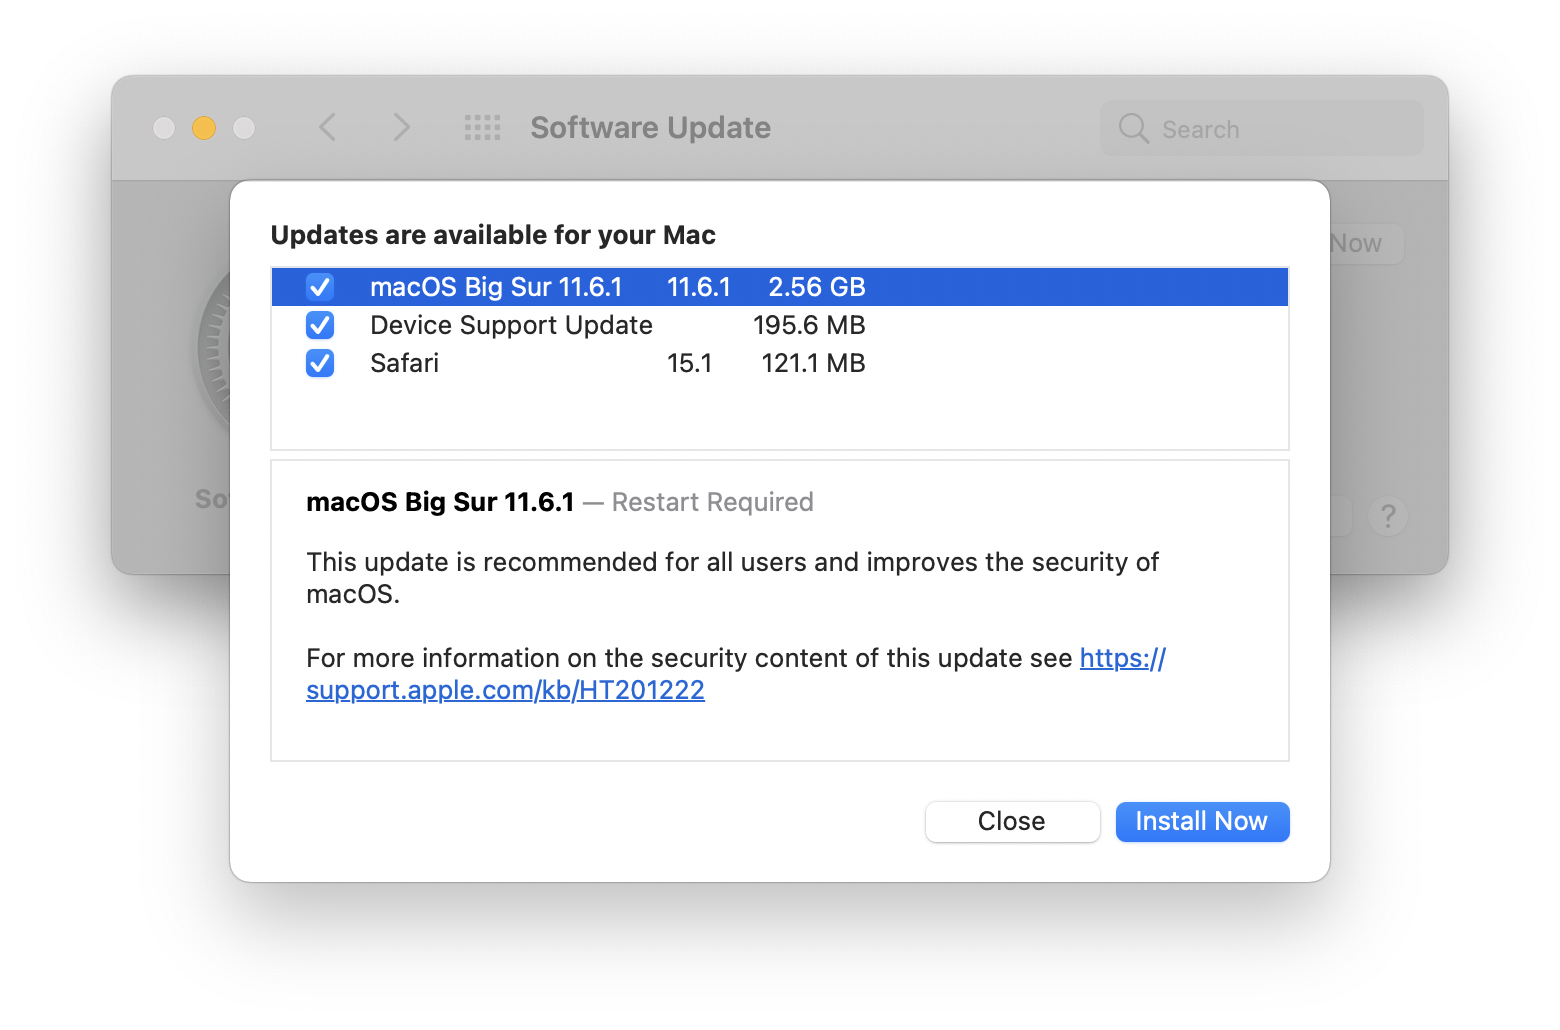 Software Update
Search
Updates are available for your Mac
macOS Big Sur 11.6.1 11.6.1 2.56 GB
Device Support Update 195.6 MB
Safari 15.1 121.1 MB
Now
macOS Big Sur 11.6.1 — Restart Required
?
This update is recommended for all users and improves the security of
macOS.
For more information on the security content of this update see https://
support.apple.com/kb/HT201222
Close
Install Now